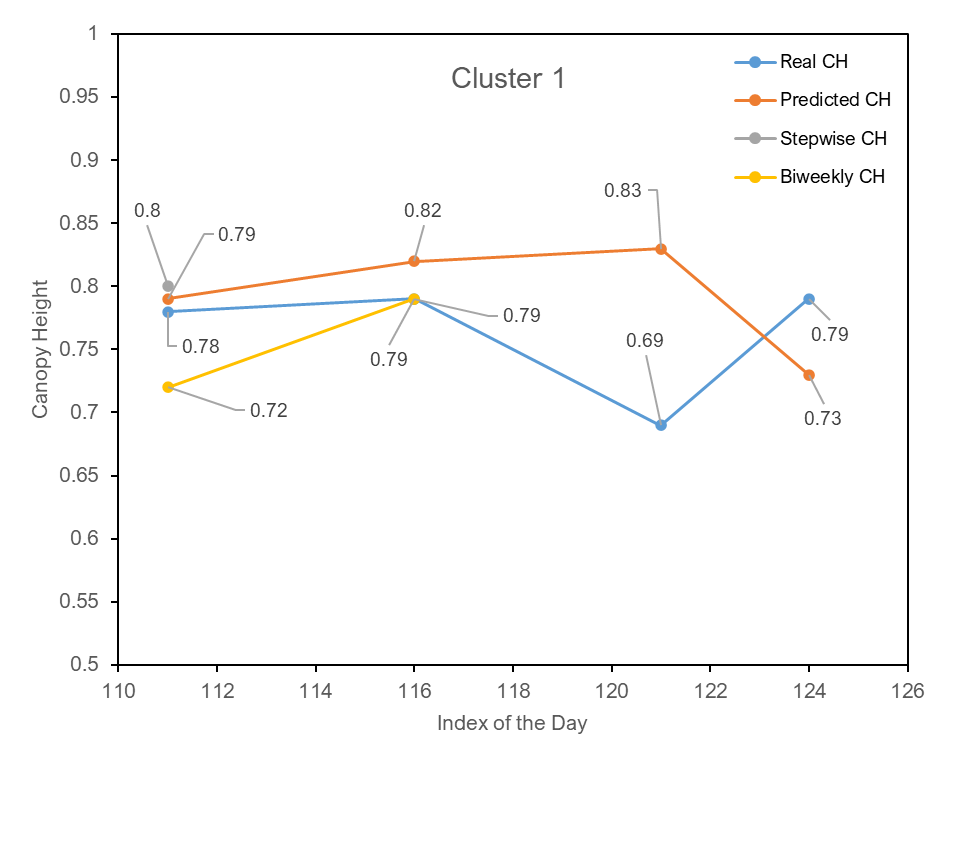 Cluster 1
Real CH
Predicted CH
Stepwise CH
Biweekly CH
1
0.95
0.9
0.85
0.8
0.75
0.7
0.65
0.6
0.55
0.5
Canopy Height
0.8
0.79
0.78
0.72
0.82
0.79
0.79
0.83
0.69
0.79
0.73
110 112 114 116 118 120 122 124 126
Index of the Day